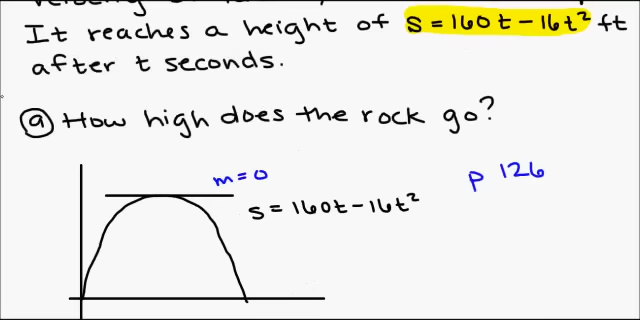 It reaches a height of s = 160t - 16t² ft
after t seconds.
ⓐ How high does the rock go?
m = 0
s = 160t - 16t²
p 126